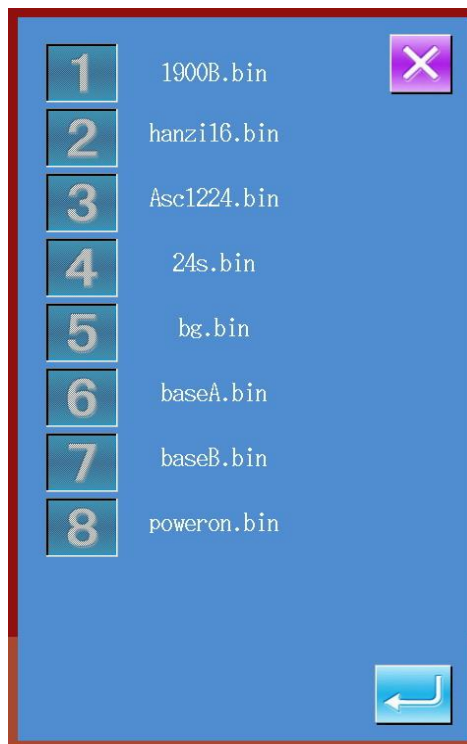 1 1900B.bin
2 hanzi16.bin
3 Asc1224.bin
4 24s.bin
5 bg.bin
6 baseA.bin
7 baseB.bin
8 poweron.bin